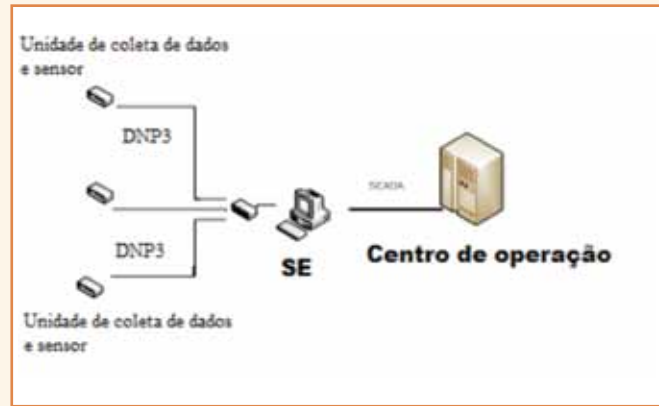 Unidade de coleta de dados
e sensor
DNP3
SCADA
DNP3
SE
Centro de operação
Unidade de coleta de dados
e sensor